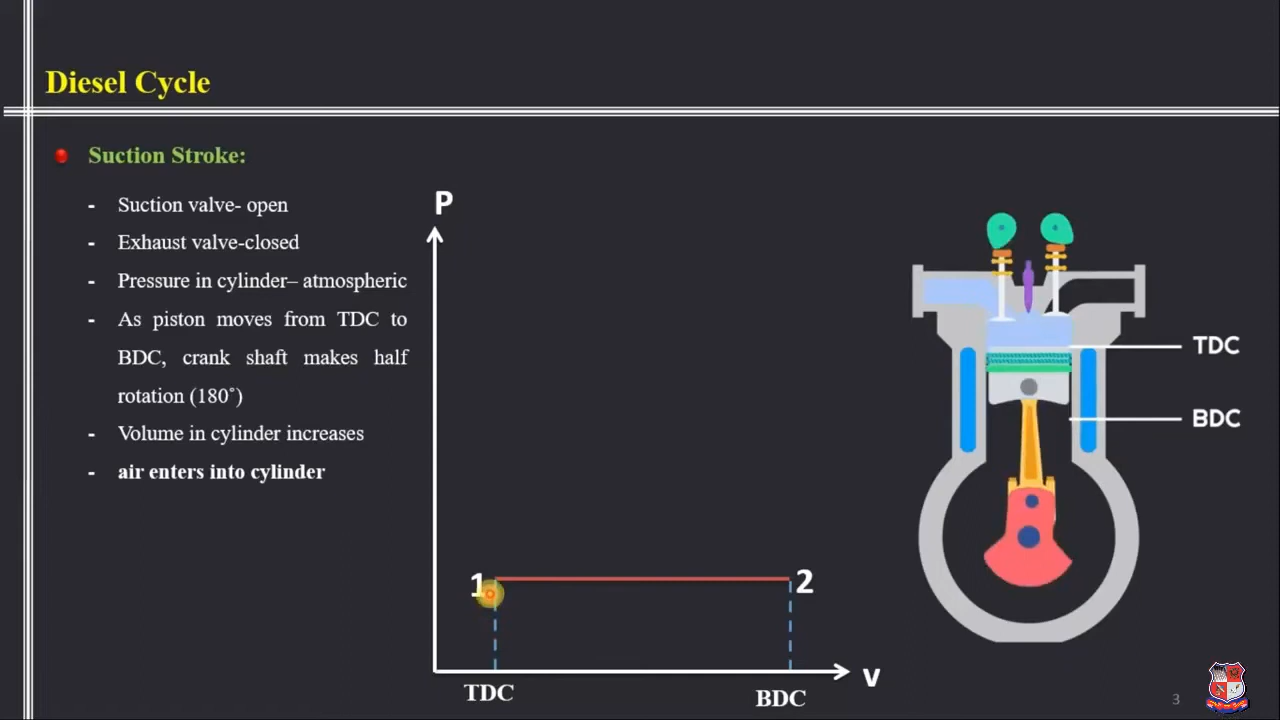 Diesel Cycle
Suction Stroke:
- Suction valve- open
- Exhaust valve-closed
- Pressure in cylinder– atmospheric
- As piston moves from TDC to
BDC, crank shaft makes half
rotation (180˚)
- Volume in cylinder increases
- air enters into cylinder
P
1
2
TDC
BDC
v
TDC
BDC
3